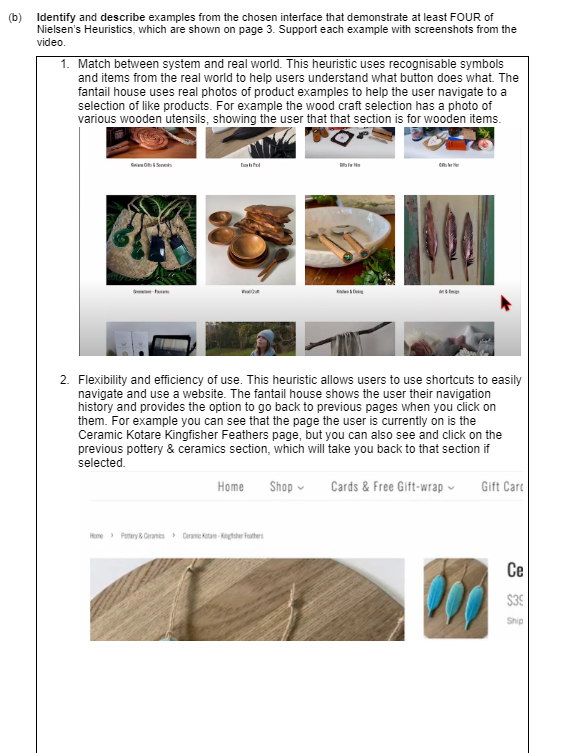 (b) Identify and describe examples from the chosen interface that demonstrate at least FOUR of
Nielsen's Heuristics, which are shown on page 3. Support each example with screenshots from the
video.
1. Match between system and real world. This heuristic uses recognisable symbols
and items from the real world to help users understand what button does what. The
fantail house uses real photos of product examples to help the user navigate to a
selection of like products. For example the wood craft selection has a photo of
various wooden utensils, showing the user that that section is for wooden items.
Easy to Post
Gifts for Him
Gifts for Her
Greenstone - Pounamu
Wood Craft
Kitchen & Dining
Art & Design
2. Flexibility and efficiency of use. This heuristic allows users to use shortcuts to easily
navigate and use a website. The fantail house shows the user their navigation
history and provides the option to go back to previous pages when you click on
them. For example you can see that the page the user is currently on is the
Ceramic Kotare Kingfisher Feathers page, but you can also see and click on the
previous pottery & ceramics section, which will take you back to that section if
selected.
Home Shop Cards & Free Gift-wrap Gift Card
Home > Pottery & Ceramics > Ceramic Kotare - Kingfisher Feathers
Ce
$39
Ship